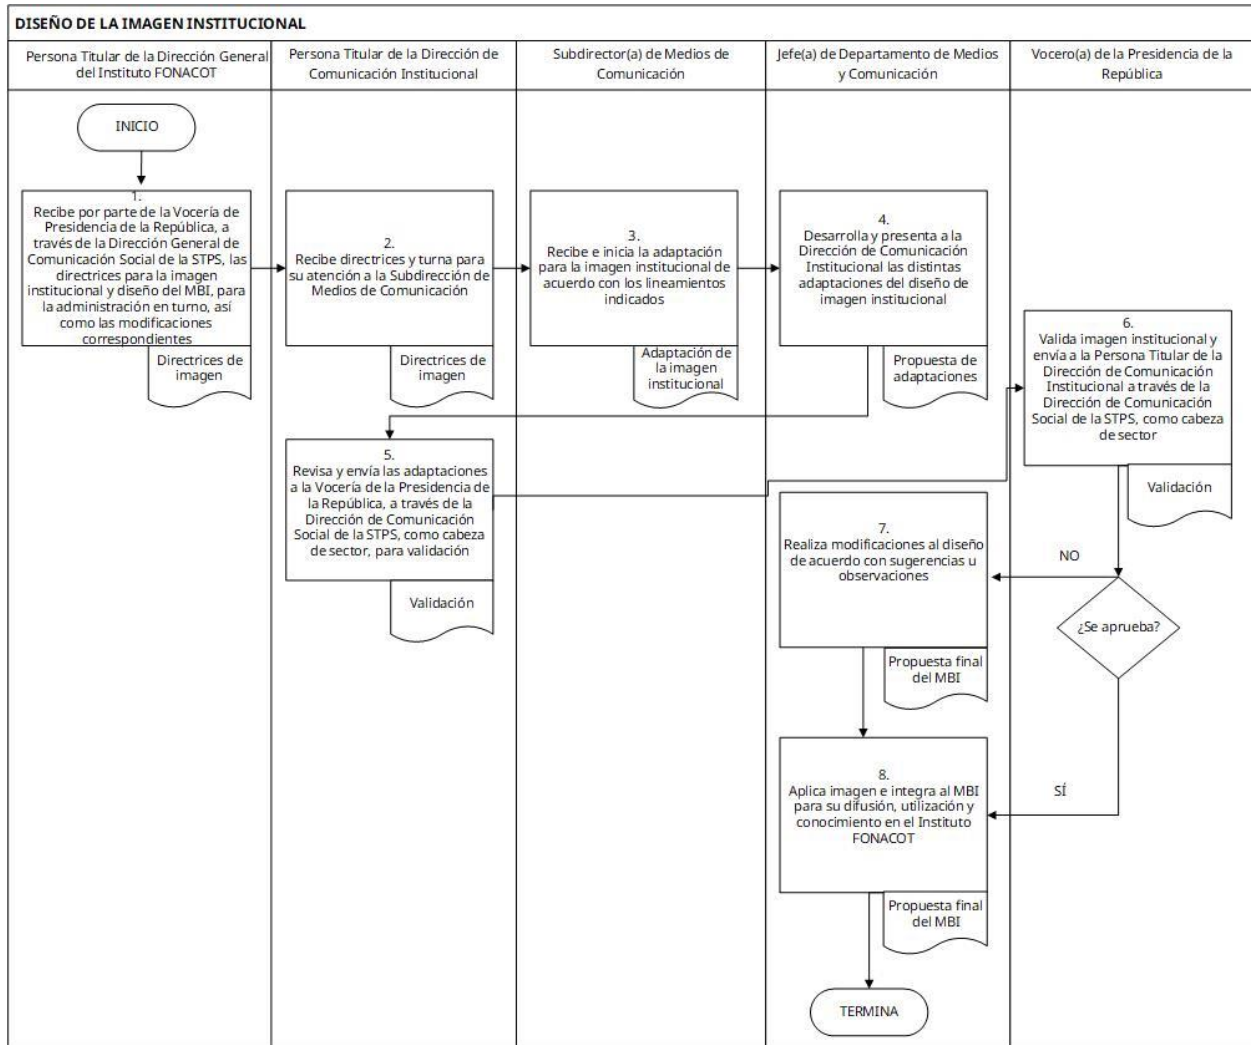 DISEÑO DE LA IMAGEN INSTITUCIONAL
Persona Titular de la Dirección General
del Instituto FONACOT
Persona Titular de la Dirección de
Comunicación Institucional
Subdirector(a) de Medios de
Comunicación
Jefe(a) de Departamento de Medios
y Comunicación
Vocero(a) de la Presidencia de la
República
INICIO
1.
Recibe por parte de la Vocería de
Presidencia de la República, a
través de la Dirección General de
Comunicación Social de la STPS, las
directrices para la imagen
institucional y diseño del MBI, para
la administración en turno, así
como las modificaciones
correspondientes
Directrices de
imagen
2.
Recibe directrices y turna para
su atención a la Subdirección de
Medios de Comunicación
Directrices de
imagen
3.
Recibe e inicia la adaptación
para la imagen institucional de
acuerdo con los lineamientos
indicados
Adaptación de
la imagen
institucional
4.
Desarrolla y presenta a la
Dirección de Comunicación
Institucional las distintas
adaptaciones del diseño de
imagen institucional
Propuesta de
adaptaciones
5.
Revisa y envía las adaptaciones
a la Vocería de la Presidencia de
la República, a través de la
Dirección de Comunicación
Social de la STPS, como cabeza
de sector, para validación
Validación
6.
Valida imagen institucional y
envía a la Persona Titular de la
Dirección de Comunicación
Institucional a través de la
Dirección de Comunicación
Social de la STPS, como cabeza
de sector
Validación
¿Se aprueba?
NO
7.
Realiza modificaciones al diseño
de acuerdo con sugerencias u
observaciones
Propuesta final
del MBI
SÍ
8.
Aplica imagen e integra al MBI
para su difusión, utilización y
conocimiento en el Instituto
FONACOT
Propuesta final
del MBI
TERMINA